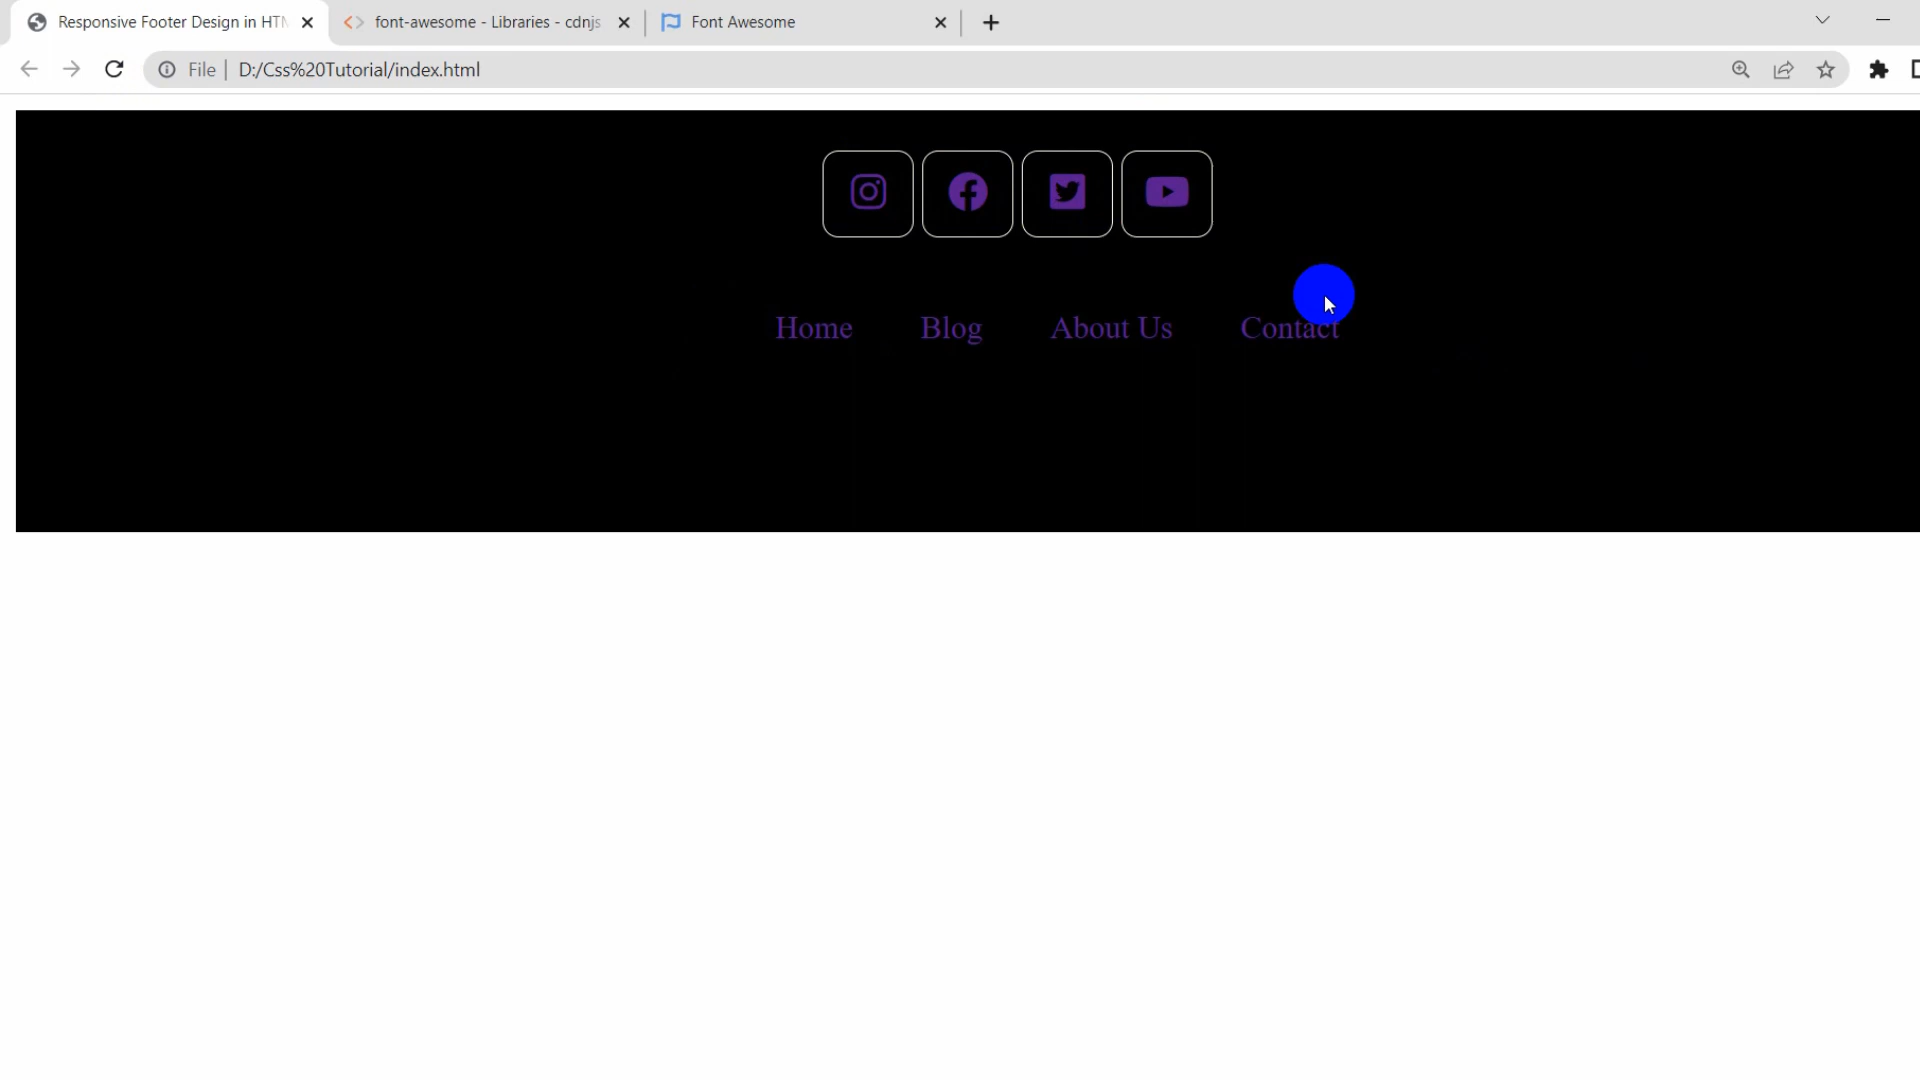 Responsive Footer Design in HTM
font-awesome - Libraries - cdnjs
Font Awesome
File
D:/Css%20Tutorial/index.html
Home Blog About Us Contact